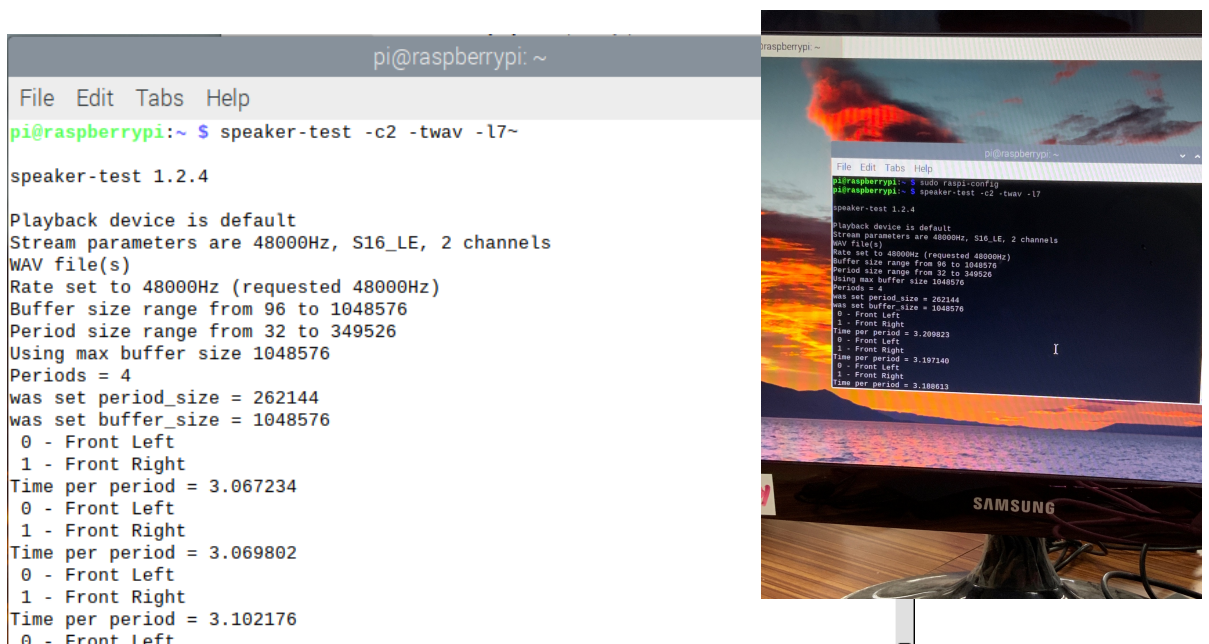 pi@raspberrypi: ~
File Edit Tabs Help
pi@raspberrypi:~ $ speaker-test -c2 -twav -l7~
speaker-test 1.2.4
Playback device is default
Stream parameters are 48000Hz, S16_LE, 2 channels
WAV file(s)
Rate set to 48000Hz (requested 48000Hz)
Buffer size range from 96 to 1048576
Period size range from 32 to 349526
Using max buffer size 1048576
Periods = 4
was set period_size = 262144
was set buffer_size = 1048576
0 - Front Left
1 - Front Right
Time per period = 3.067234
0 - Front Left
1 - Front Right
Time per period = 3.069802
0 - Front Left
1 - Front Right
Time per period = 3.102176
0 - Front Left
raspberrypi: ~
pi@raspberrypi: ~
File Edit Tabs Help
pi@raspberrypi:~ $ sudo raspi-config
pi@raspberrypi:~ $ speaker-test -c2 -twav -l7
speaker-test 1.2.4
Playback device is default
Stream parameters are 48000Hz, S16_LE, 2 channels
WAV file(s)
Rate set to 48000Hz (requested 48000Hz)
Buffer size range from 96 to 1048576
Period size range from 32 to 349526
Using max buffer size 1048576
Periods = 4
was set period_size = 262144
was set buffer_size = 1048576
0 - Front Left
1 - Front Right
Time per period = 3.209823
0 - Front Left
1 - Front Right
Time per period = 3.197140
0 - Front Left
1 - Front Right
Time per period = 3.188613
SAMSUNG